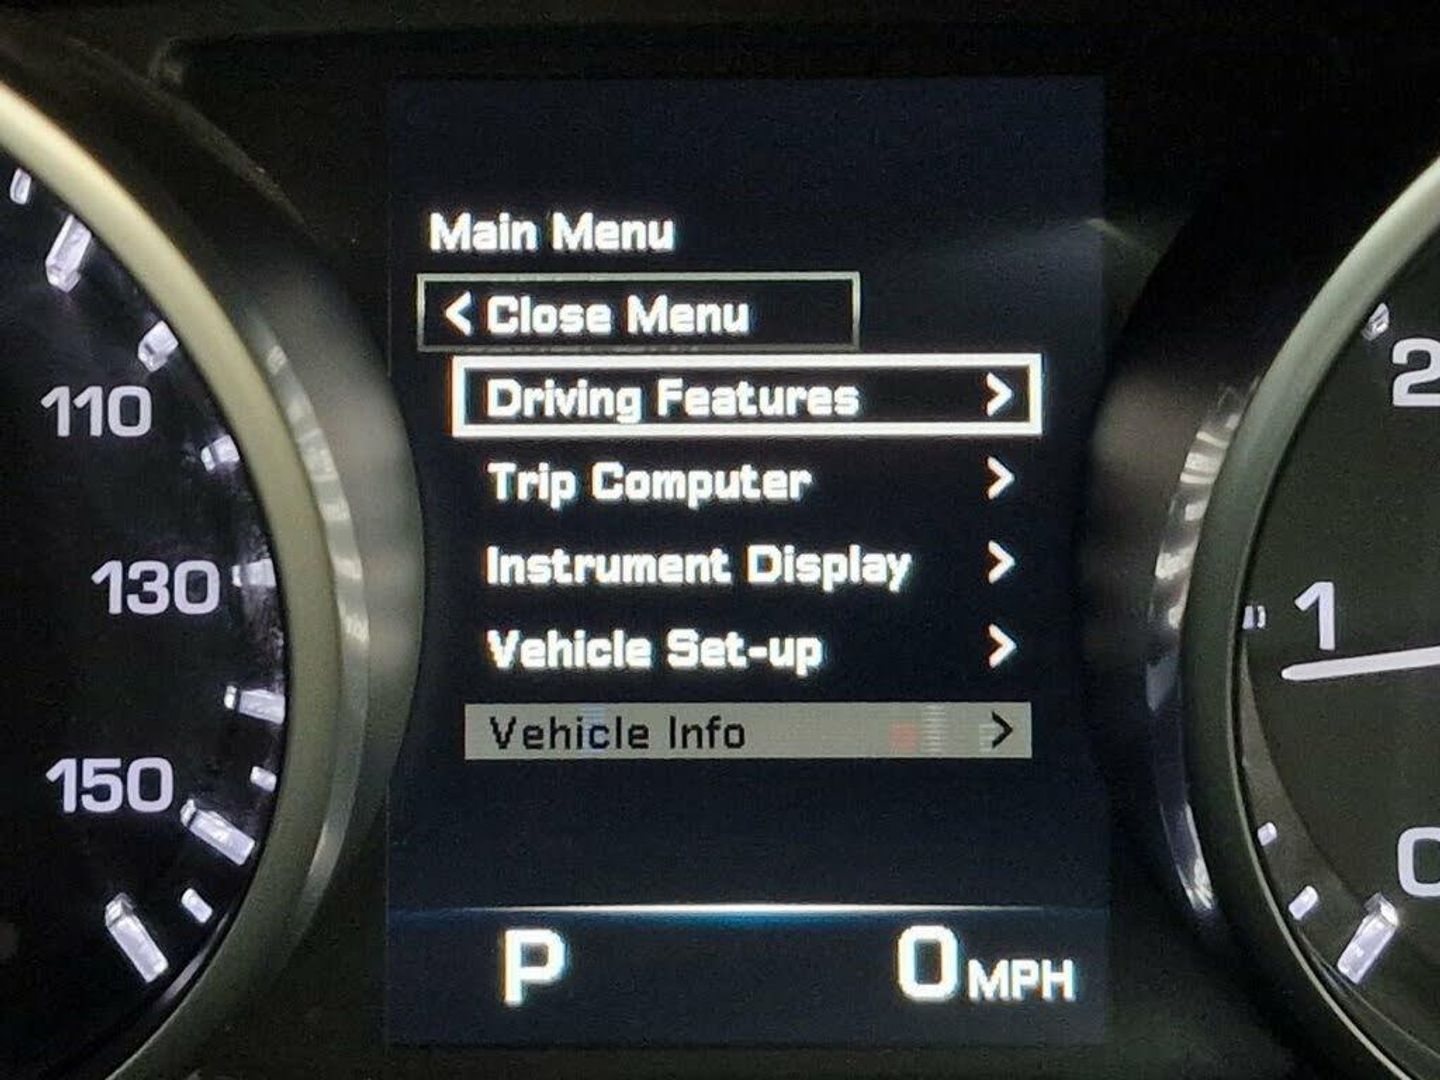 Main Menu
< Close Menu
Driving Features >
Trip Computer >
Instrument Display >
Vehicle Set-up >
Vehicle Info >
P 0 MPH
110
130
150
2
1
0